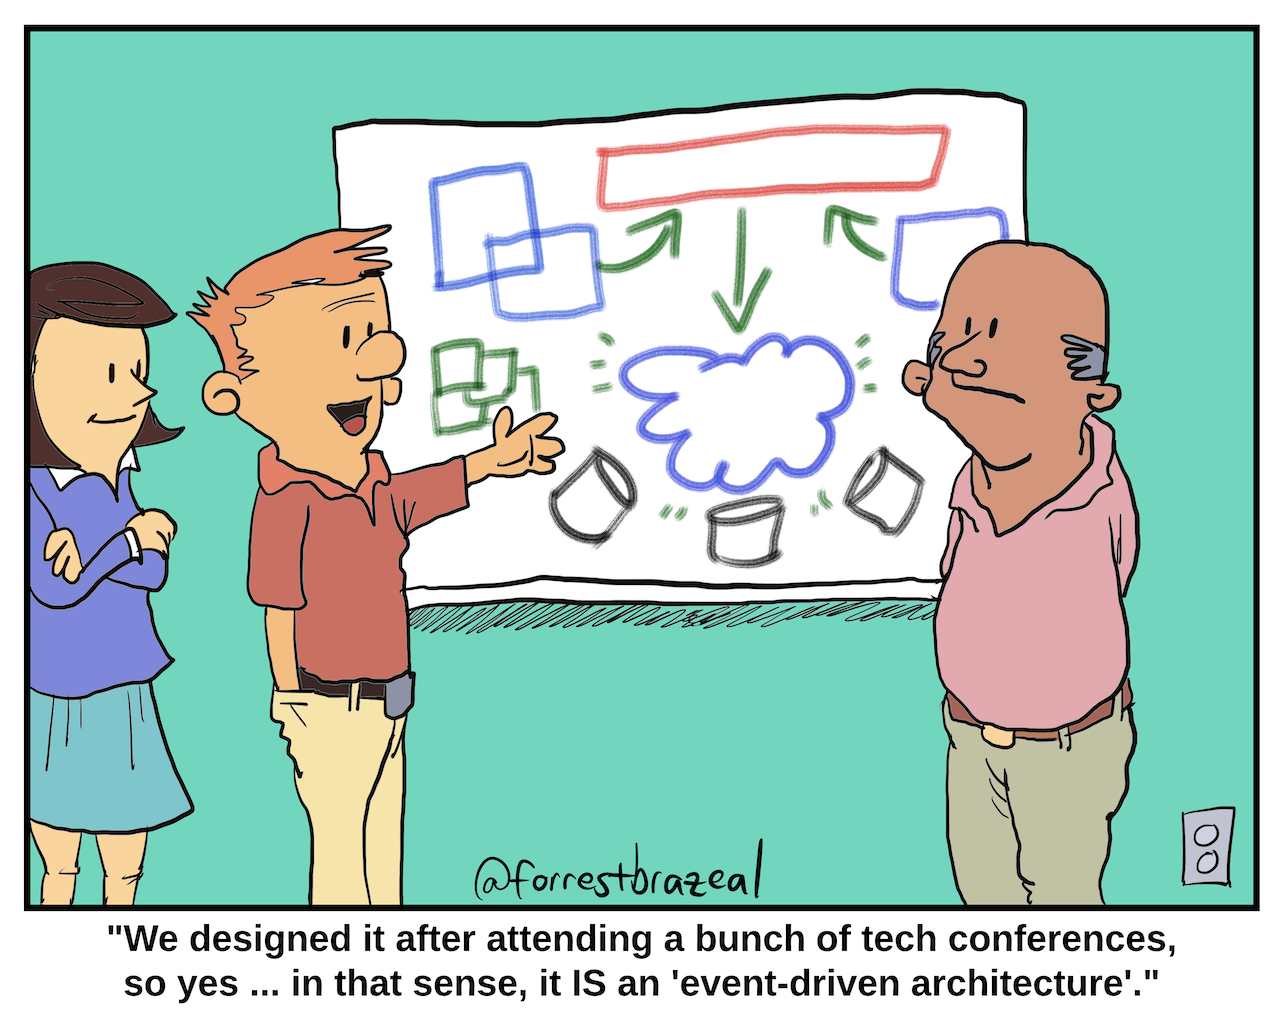 @forrestbrazeal
"We designed it after attending a bunch of tech conferences,
so yes ... in that sense, it IS an 'event-driven architecture'."